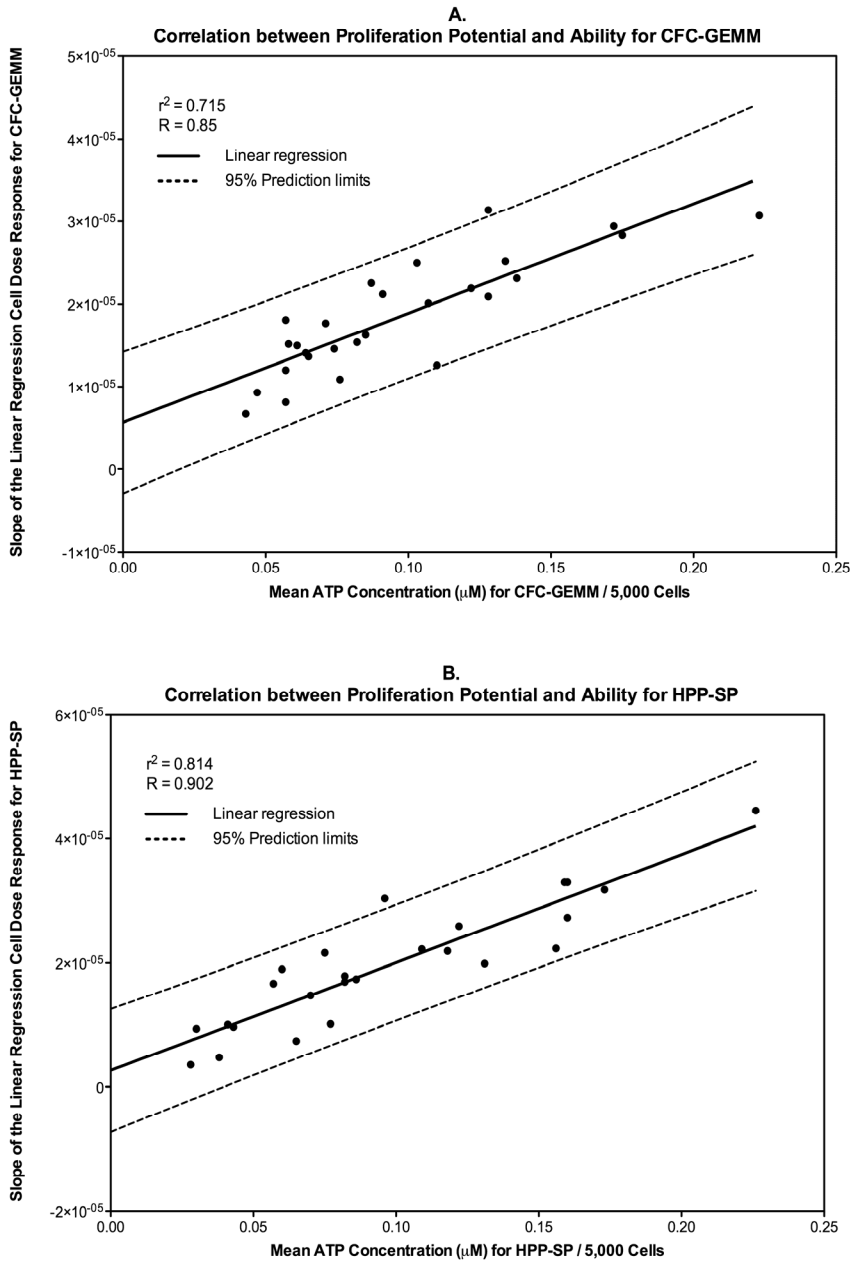 A.
Correlation between Proliferation Potential and Ability for CFC-GEMM
Slope of the Linear Regression Cell Dose Response for CFC-GEMM
5×10⁻⁰⁵
4×10⁻⁰⁵
3×10⁻⁰⁵
2×10⁻⁰⁵
1×10⁻⁰⁵
0
-1×10⁻⁰⁵
r² = 0.715
R = 0.85
Linear regression
95% Prediction limits
0.00 0.05 0.10 0.15 0.20 0.25
Mean ATP Concentration (µM) for CFC-GEMM / 5,000 Cells
B.
Correlation between Proliferation Potential and Ability for HPP-SP
Slope of the Linear Regression Cell Dose Response for HPP-SP
6×10⁻⁰⁵
4×10⁻⁰⁵
2×10⁻⁰⁵
0
-2×10⁻⁰⁵
r² = 0.814
R = 0.902
Linear regression
95% Prediction limits
0.00 0.05 0.10 0.15 0.20 0.25
Mean ATP Concentration (µM) for HPP-SP / 5,000 Cells